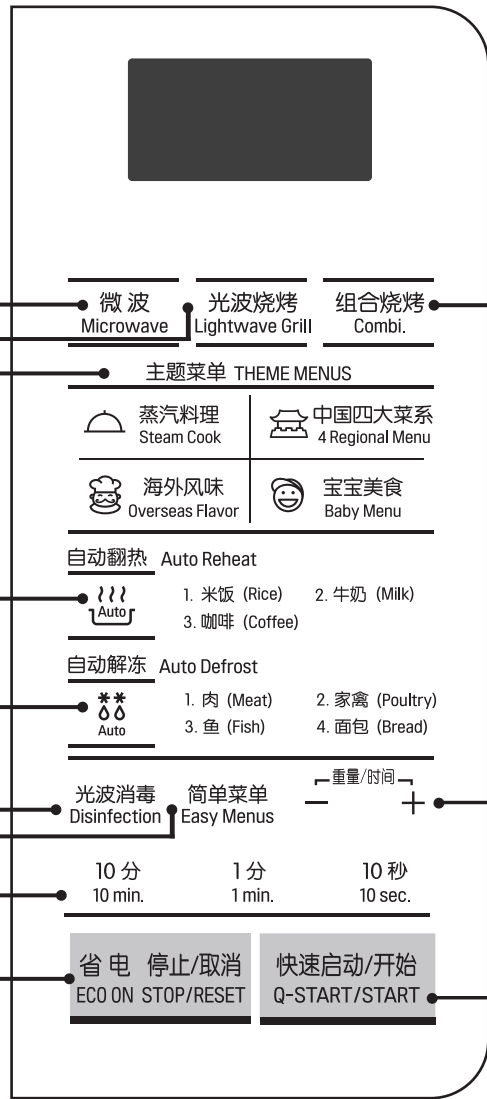 微 波 光波烧烤 组合烧烤
Microwave Lightwave Grill Combi.
主题菜单 THEME MENUS
蒸汽料理 中国四大菜系
Steam Cook 4 Regional Menu
海外风味 宝宝美食
Overseas Flavor Baby Menu
自动翻热 Auto Reheat
Auto
1. 米饭 (Rice) 2. 牛奶 (Milk)
3. 咖啡 (Coffee)
自动解冻 Auto Defrost
Auto
1. 肉 (Meat) 2. 家禽 (Poultry)
3. 鱼 (Fish) 4. 面包 (Bread)
光波消毒 简单菜单 重量/时间
Disinfection Easy Menus − +
10 分 1 分 10 秒
10 min. 1 min. 10 sec.
省 电 停止/取消 快速启动/开始
ECO ON STOP/RESET Q-START/START